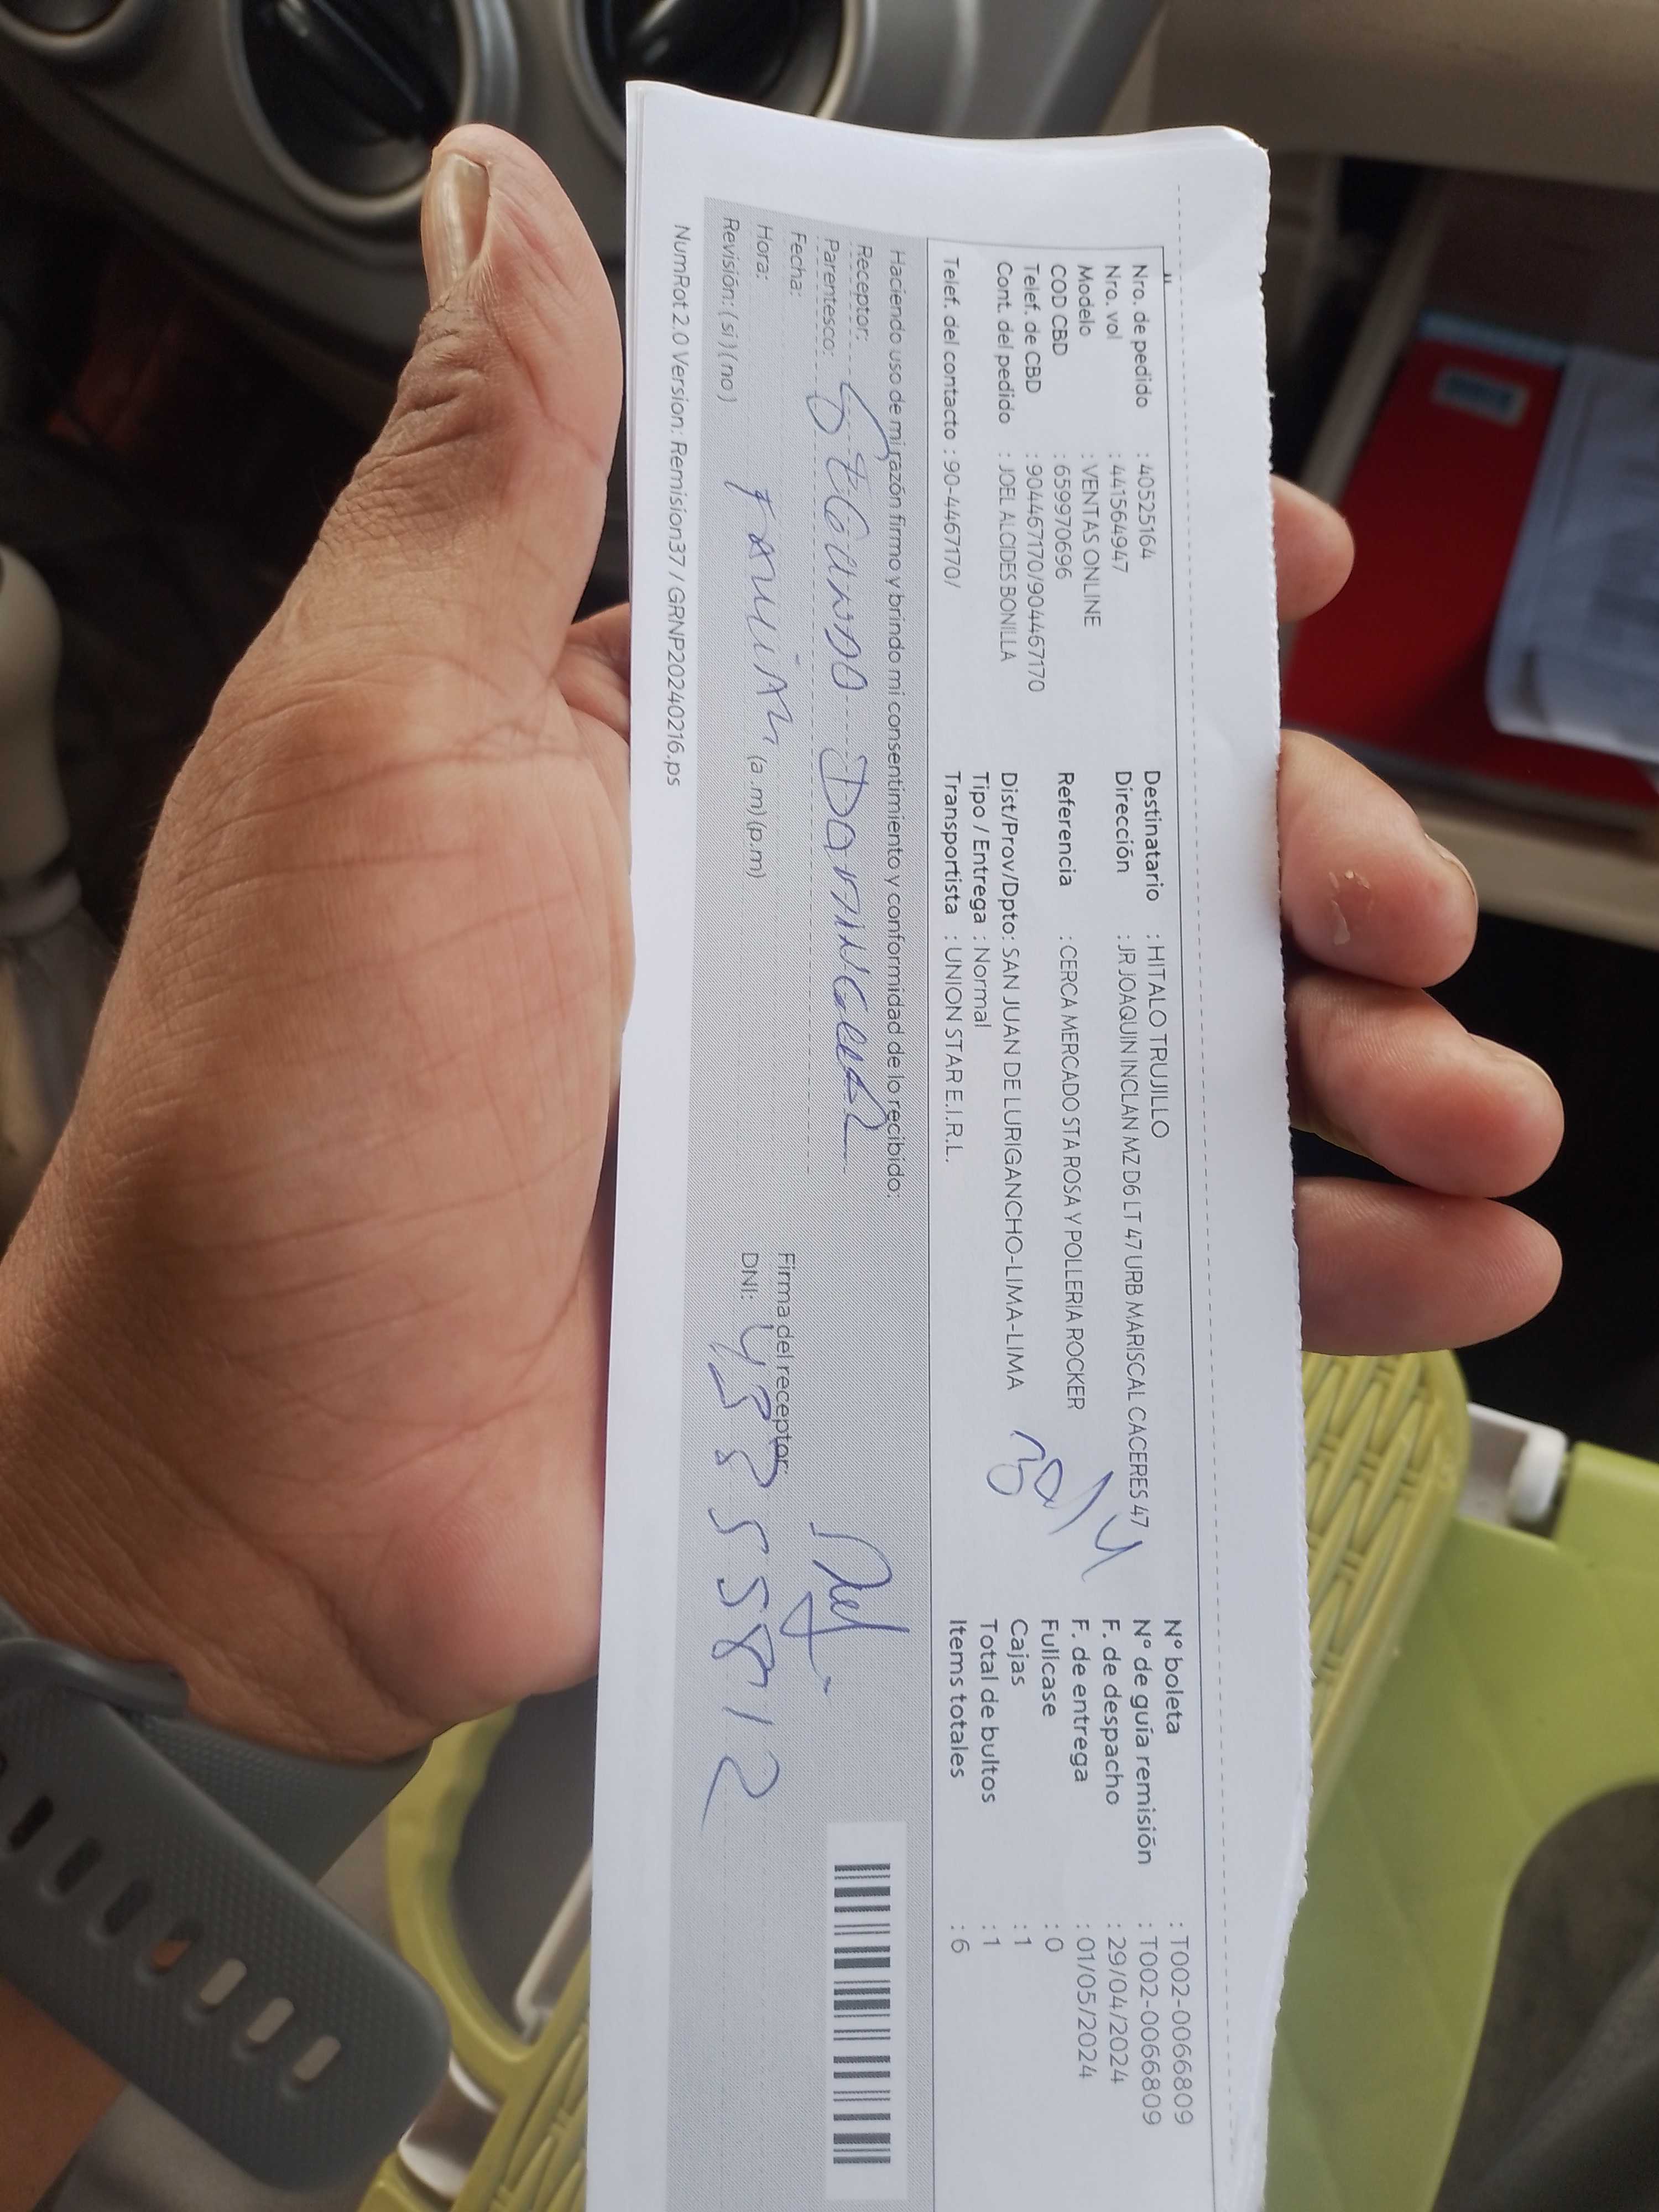 Nro. de pedido : 40525164
Nro. vol : 441564947
Modelo : VENTAS ONLINE
COD CBD : 659970696
Telef. de CBD : 904467170/904467170
Cont. del pedido : JOEL ALCIDES BONILLA
Telef. del contacto : 90-4467170/
Destinatario : HITALO TRUJILLO
Dirección : JR JOAQUIN INCLAN MZ D6 LT 47 URB MARISCAL CACERES 47
Referencia : CERCA MERCADO STA ROSA Y POLLERIA ROCKER
Dist/Prov/Dpto: SAN JUAN DE LURIGANCHO-LIMA-LIMA
Tipo / Entrega : Normal
Transportista : UNION STAR E.I.R.L.
N° boleta : T002-0066809
N° de guía remisión : T002-0066809
F. de despacho : 29/04/2024
F. de entrega : 01/05/2024
Fullcase : 0
Cajas : 1
Total de bultos : 1
Items totales : 6
Haciendo uso de mi razón firmo y brindo mi consentimiento y conformidad de lo recibido:
Receptor:
Parentesco:
Fecha:
Hora: (a.m)(p.m)
Revisión: (si)(no)
Firma del receptor:
DNI:
NumRot 2.0 Version: Remision37 / GRNP20240216.ps